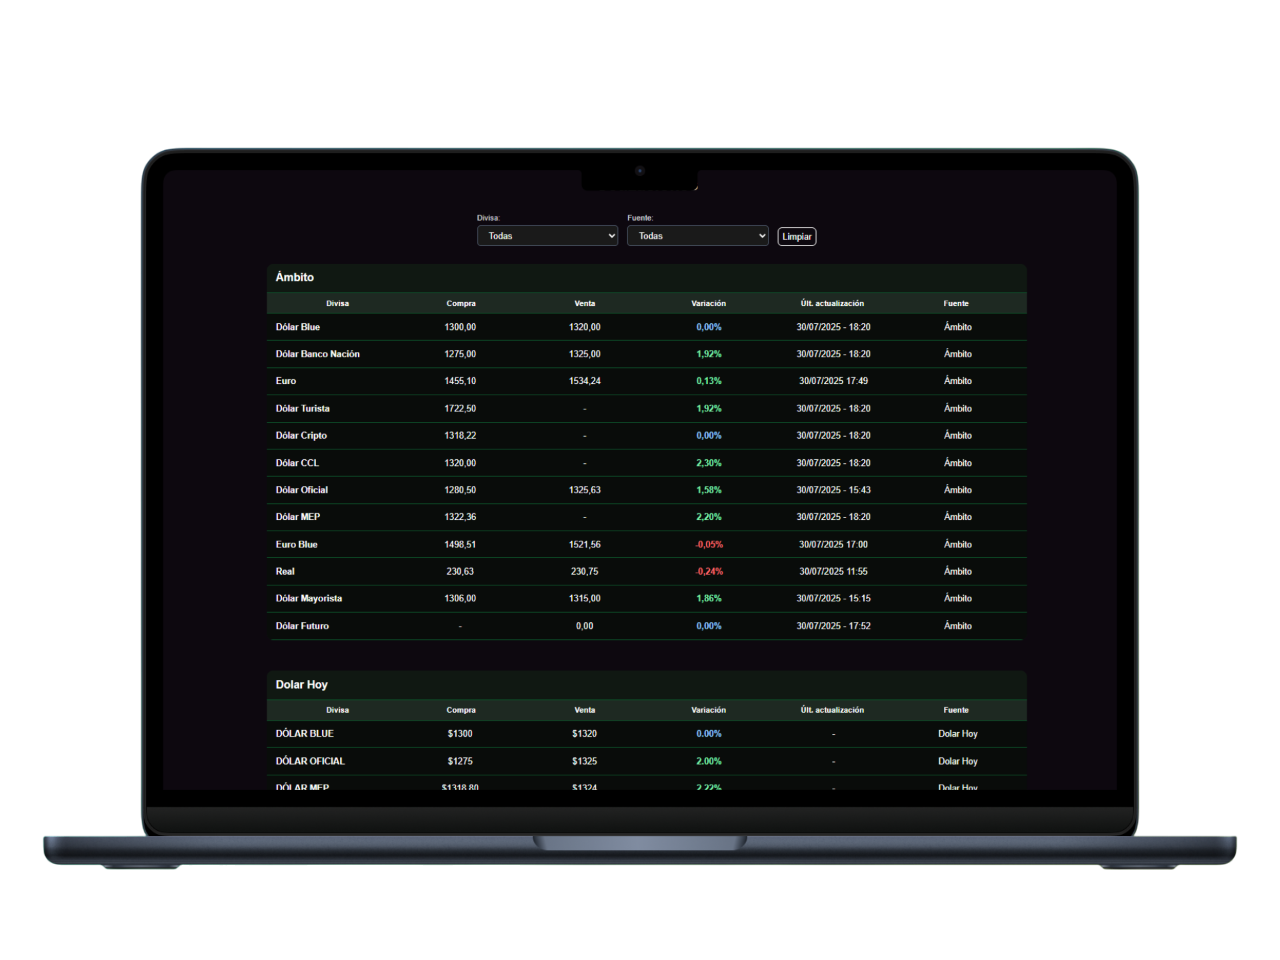 Divisa: Fuente:
Todas Todas Limpiar
Ámbito
Divisa Compra Venta Variación Últ. actualización Fuente
Dólar Blue 1300,00 1320,00 0,00% 30/07/2025 - 18:20 Ámbito
Dólar Banco Nación 1275,00 1325,00 1,92% 30/07/2025 - 18:20 Ámbito
Euro 1455,10 1534,24 0,13% 30/07/2025 17:49 Ámbito
Dólar Turista 1722,50 - 1,92% 30/07/2025 - 18:20 Ámbito
Dólar Cripto 1318,22 - 0,00% 30/07/2025 - 18:20 Ámbito
Dólar CCL 1320,00 - 2,30% 30/07/2025 - 18:20 Ámbito
Dólar Oficial 1280,50 1325,63 1,58% 30/07/2025 - 15:43 Ámbito
Dólar MEP 1322,36 - 2,20% 30/07/2025 - 18:20 Ámbito
Euro Blue 1498,51 1521,56 -0,05% 30/07/2025 17:00 Ámbito
Real 230,63 230,75 -0,24% 30/07/2025 11:55 Ámbito
Dólar Mayorista 1306,00 1315,00 1,86% 30/07/2025 - 15:15 Ámbito
Dólar Futuro - 0,00 0,00% 30/07/2025 - 17:52 Ámbito
Dolar Hoy
Divisa Compra Venta Variación Últ. actualización Fuente
DÓLAR BLUE $1300 $1320 0.00% - Dolar Hoy
DÓLAR OFICIAL $1275 $1325 2.00% - Dolar Hoy
DÓLAR MEP $1318.80 $1324 2.22% - Dolar Hoy